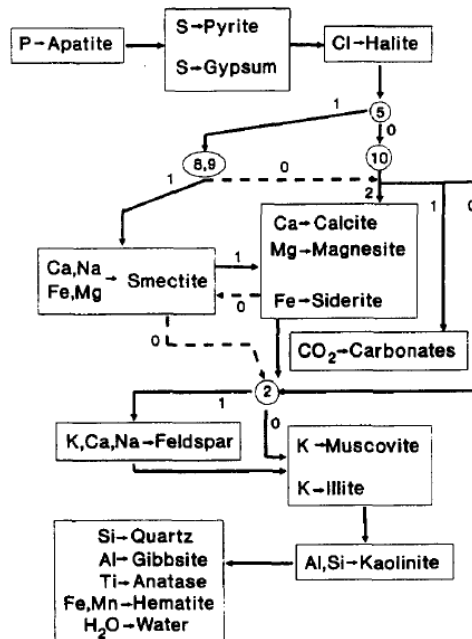 P→Apatite
S→Pyrite
S→Gypsum
Cl→Halite
1
5
0
8,9
0
10
1
2
1
0
Ca→Calcite
Mg→Magnesite
Ca,Na
Fe,Mg → Smectite
1
0
Fe→Siderite
0
CO₂→Carbonates
1
2
0
K,Ca,Na→Feldspar
K→Muscovite
K→Illite
Si→Quartz
Al→Gibbsite
Ti→Anatase
Fe,Mn→Hematite
H₂O→Water
Al,Si→Kaolinite